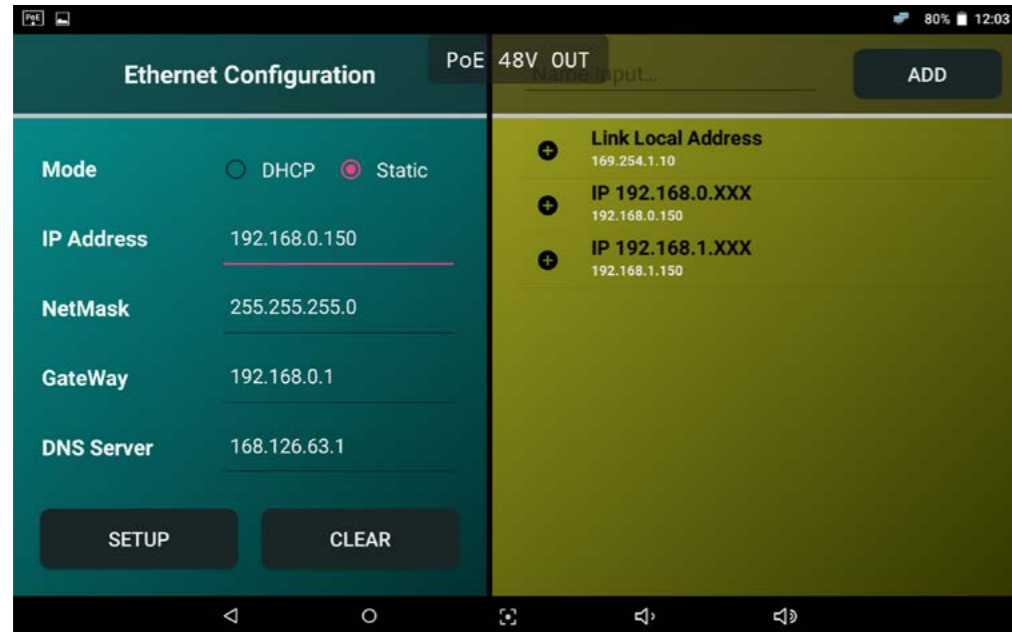 PoE 80% 12:03
Ethernet Configuration
PoE 48V OUT
Name Input...
ADD
Mode DHCP Static
IP Address 192.168.0.150
NetMask 255.255.255.0
GateWay 192.168.0.1
DNS Server 168.126.63.1
SETUP CLEAR
Link Local Address
169.254.1.10
IP 192.168.0.XXX
192.168.0.150
IP 192.168.1.XXX
192.168.1.150